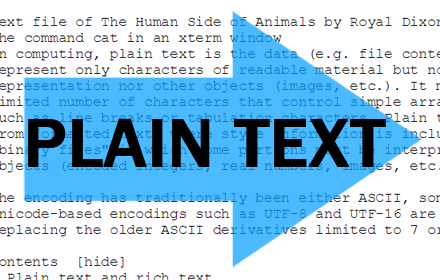 ext file of The Human Side of Animals by Royal Dixon
he command cat in an xterm window
n computing, plain text is the data (e.g. file conte
epresent only characters of readable material but no
epresentation nor other objects (images, etc.). It m
imited number of characters that control simple arra
uch as line breaks or tabulation characters. Plain t
rom formatted text, where style information is inclu
binary files", which some portions must be interpr
bjects (encoded integers, real numbers, images, etc.
PLAIN TEXT
he encoding has traditionally been either ASCII, som
nicode-based encodings such as UTF-8 and UTF-16 are
eplacing the older ASCII derivatives limited to 7 or
ontents [hide]
Plain text and rich text